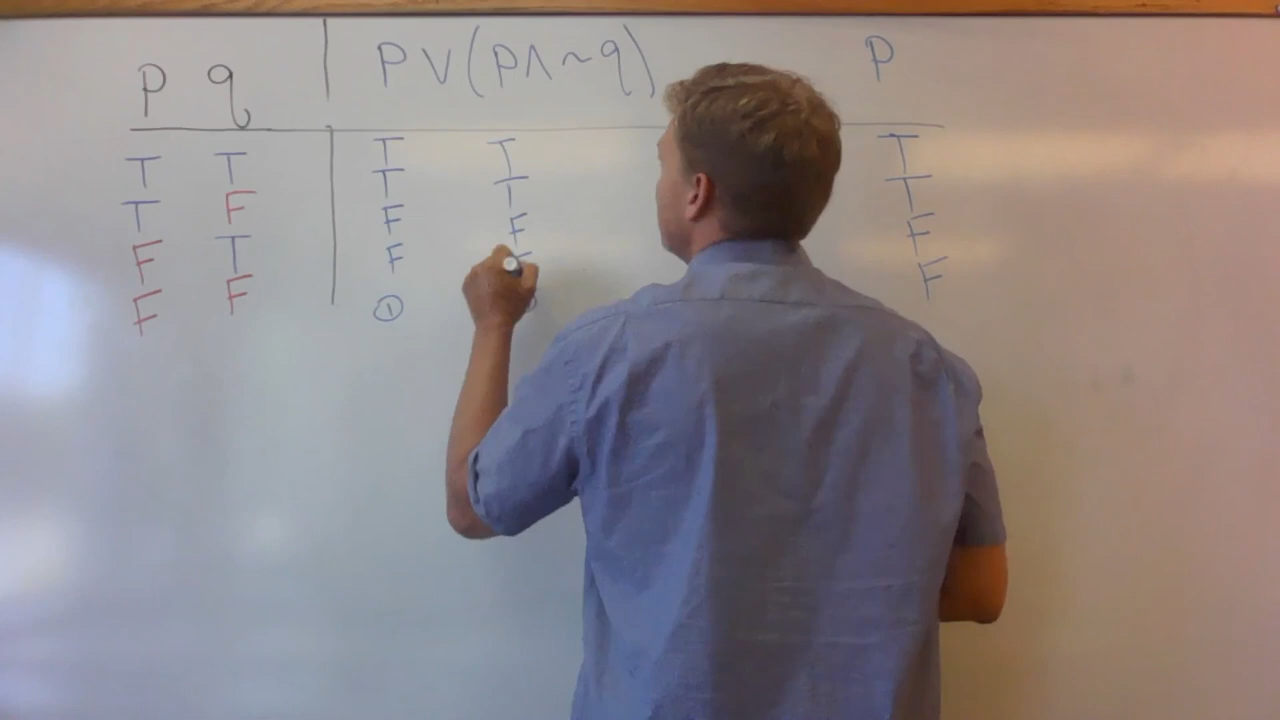 p q p ∨ (p ∧ ~ q) p
T T T T T
T F T T T
F T F F F
F F F F
①